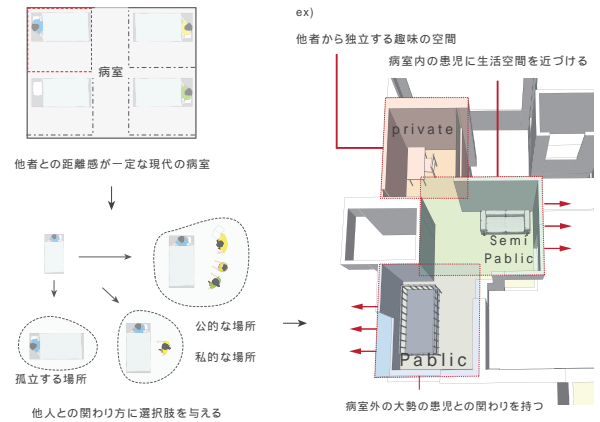 病室
他者との距離感が一定な現代の病室
公的な場所
私的な場所
孤立する場所
他人との関わり方に選択肢を与える
ex)
他者から独立する趣味の空間
病室内の患児に生活空間を近づける
private
Semi
Pablic
Pablic
病室外の大勢の患児との関わりを持つ